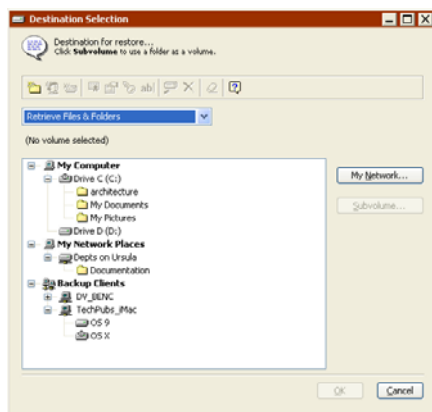 Destination Selection
Destination for restore...
Click Subvolume to use a folder as a volume.
Retrieve Files & Folders
(No volume selected)
My Computer
Drive C (C:)
architecture
My Documents
My Pictures
Drive D (D:)
My Network Places
Depts on Ursula
Documentation
Backup Clients
DV_BENC
TechPubs_iMac
OS 9
OS X
My Network...
Subvolume...
OK
Cancel